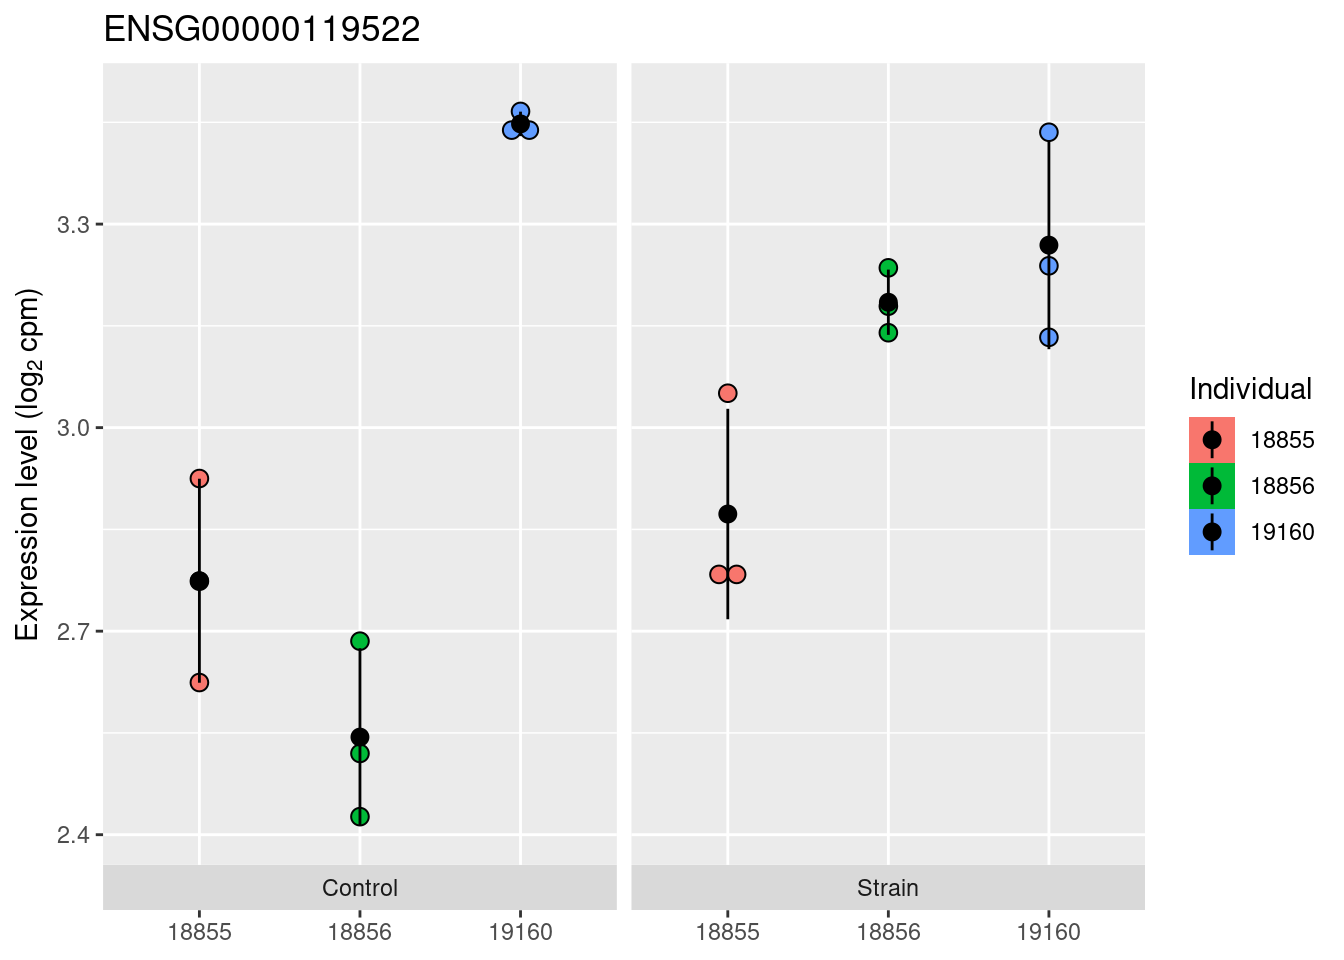 ENSG00000119522
Expression level (log2 cpm)
3.3
3.0
2.7
2.4
Control
Strain
18855
18856
19160
18855
18856
19160
Individual
18855
18856
19160